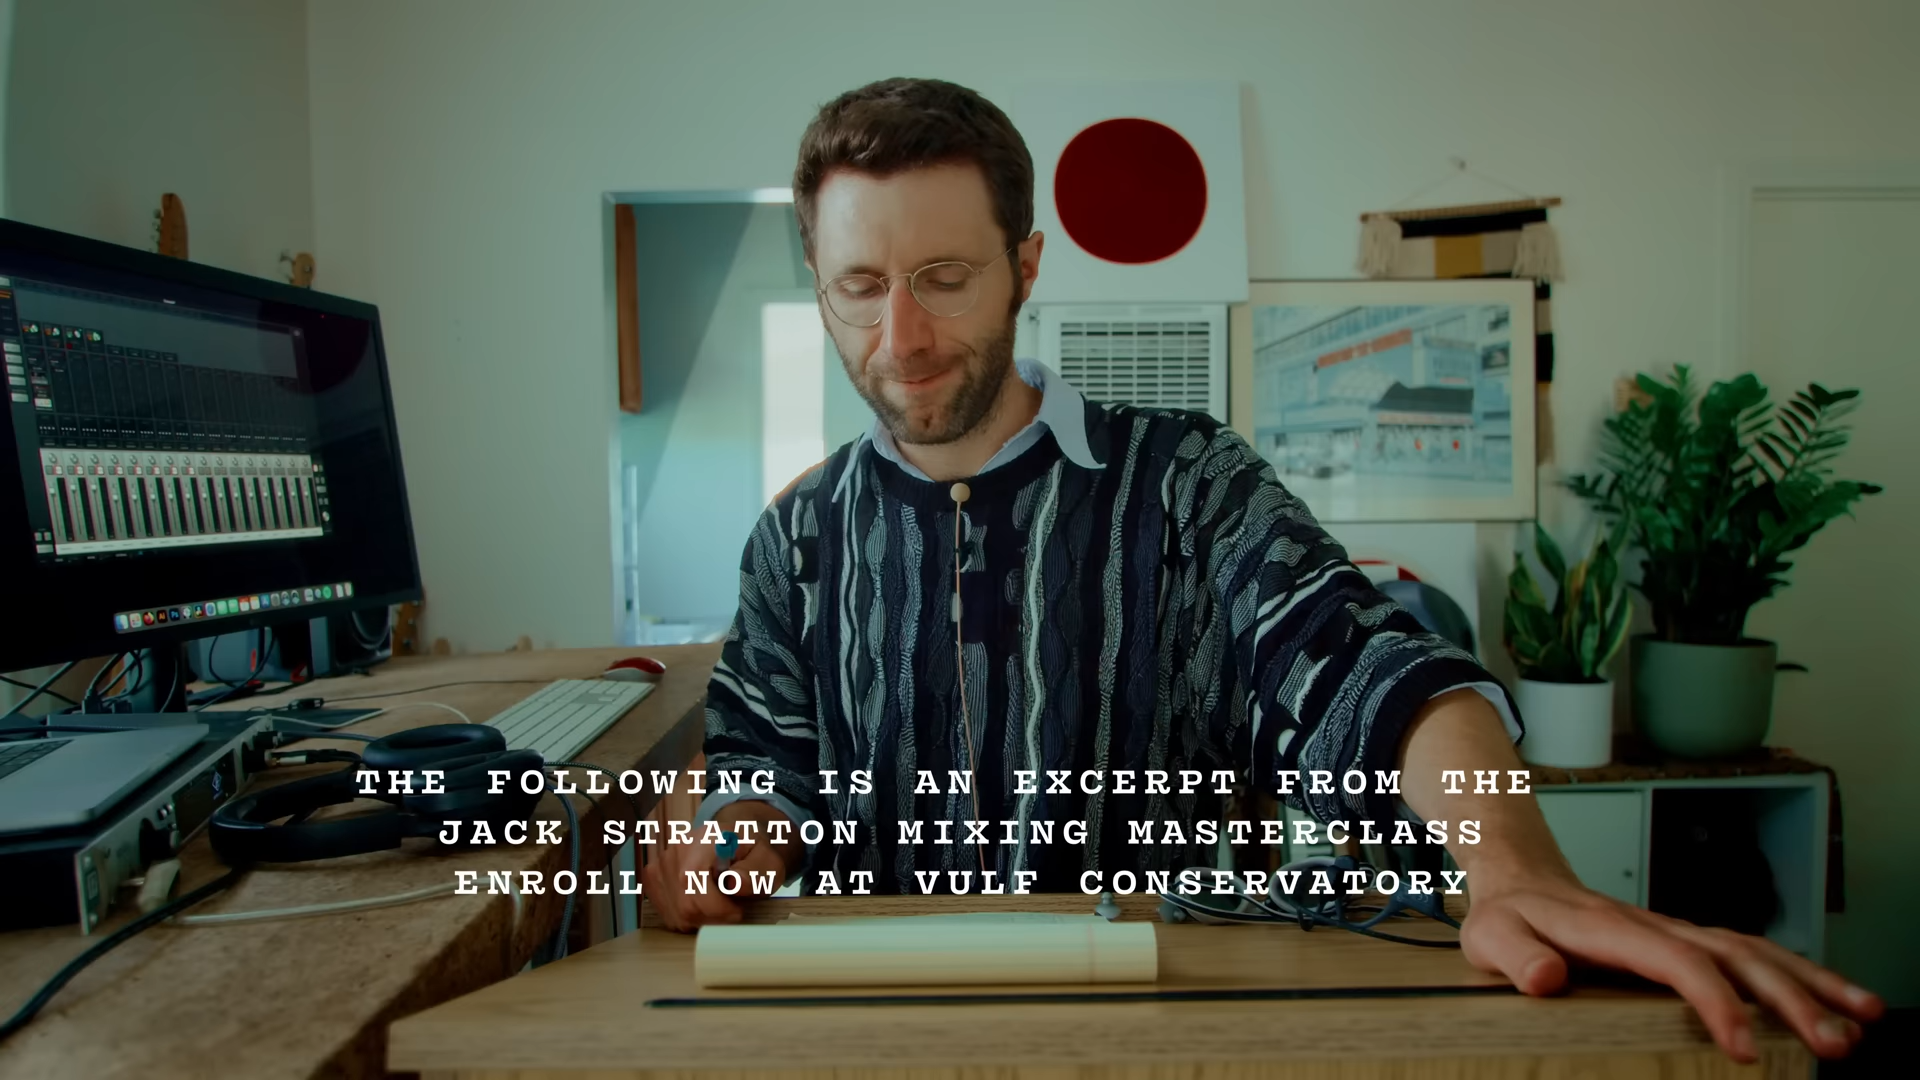 THE FOLLOWING IS AN EXCERPT FROM THE
JACK STRATTON MIXING MASTERCLASS
ENROLL NOW AT VULF CONSERVATORY